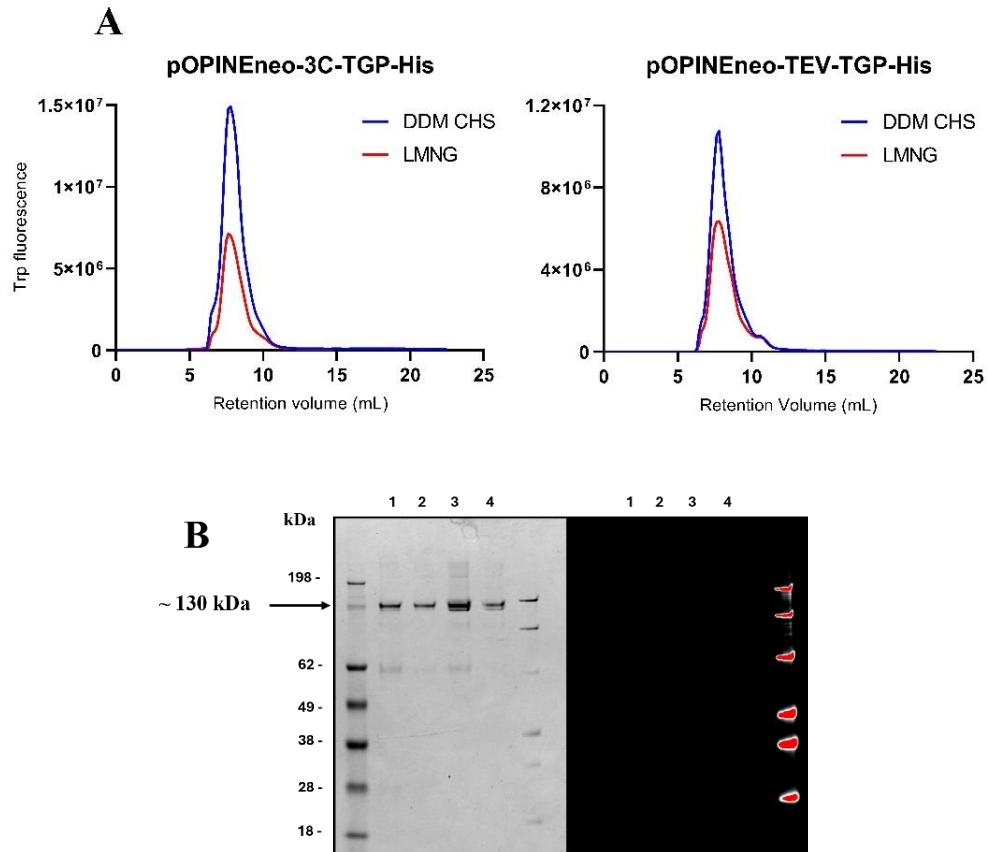 A
pOPINEneo-3C-TGP-His
1.5×10⁷
1×10⁷
5×10⁶
0
Trp fluorescence
DDM CHS
LMNG
0 5 10 15 20 25
Retention volume (mL)
pOPINEneo-TEV-TGP-His
1.2×10⁷
8×10⁶
4×10⁶
0
DDM CHS
LMNG
0 5 10 15 20 25
Retention Volume (mL)
B
kDa
1 2 3 4
1 2 3 4
198 -
~ 130 kDa
62 -
49 -
38 -
28 -
18 -